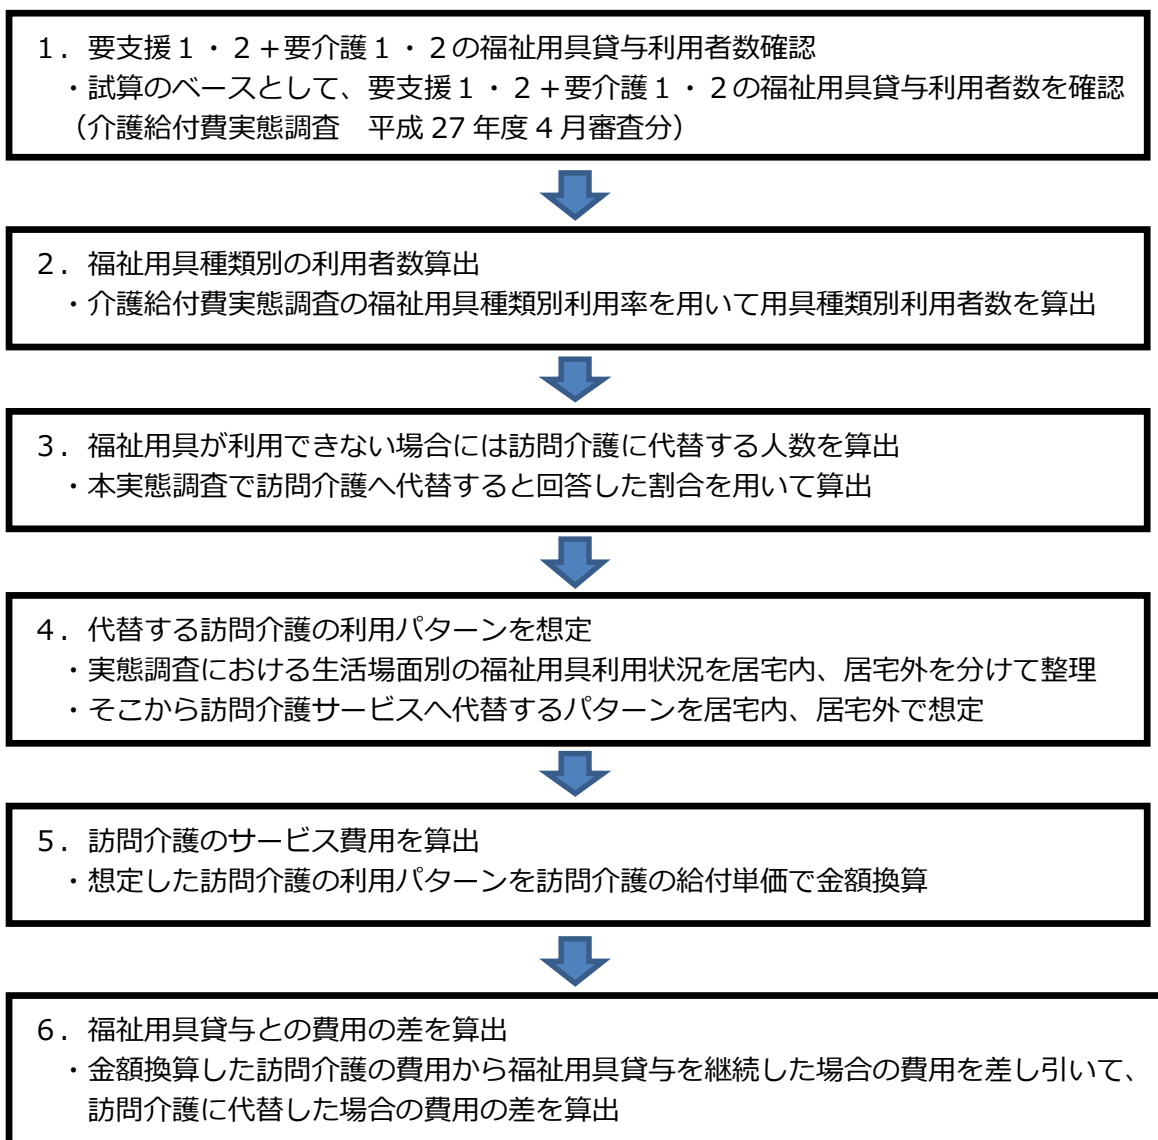 １．要支援１・２＋要介護１・２の福祉用具貸与利用者数確認
・試算のベースとして、要支援１・２＋要介護１・２の福祉用具貸与利用者数を確認
（介護給付費実態調査　平成 27 年度 4 月審査分）
２．福祉用具種類別の利用者数算出
・介護給付費実態調査の福祉用具種類別利用率を用いて用具種類別利用者数を算出
３．福祉用具が利用できない場合には訪問介護に代替する人数を算出
・本実態調査で訪問介護へ代替すると回答した割合を用いて算出
４．代替する訪問介護の利用パターンを想定
・実態調査における生活場面別の福祉用具利用状況を居宅内、居宅外を分けて整理
・そこから訪問介護サービスへ代替するパターンを居宅内、居宅外で想定
５．訪問介護のサービス費用を算出
・想定した訪問介護の利用パターンを訪問介護の給付単価で金額換算
６．福祉用具貸与との費用の差を算出
・金額換算した訪問介護の費用から福祉用具貸与を継続した場合の費用を差し引いて、
訪問介護に代替した場合の費用の差を算出